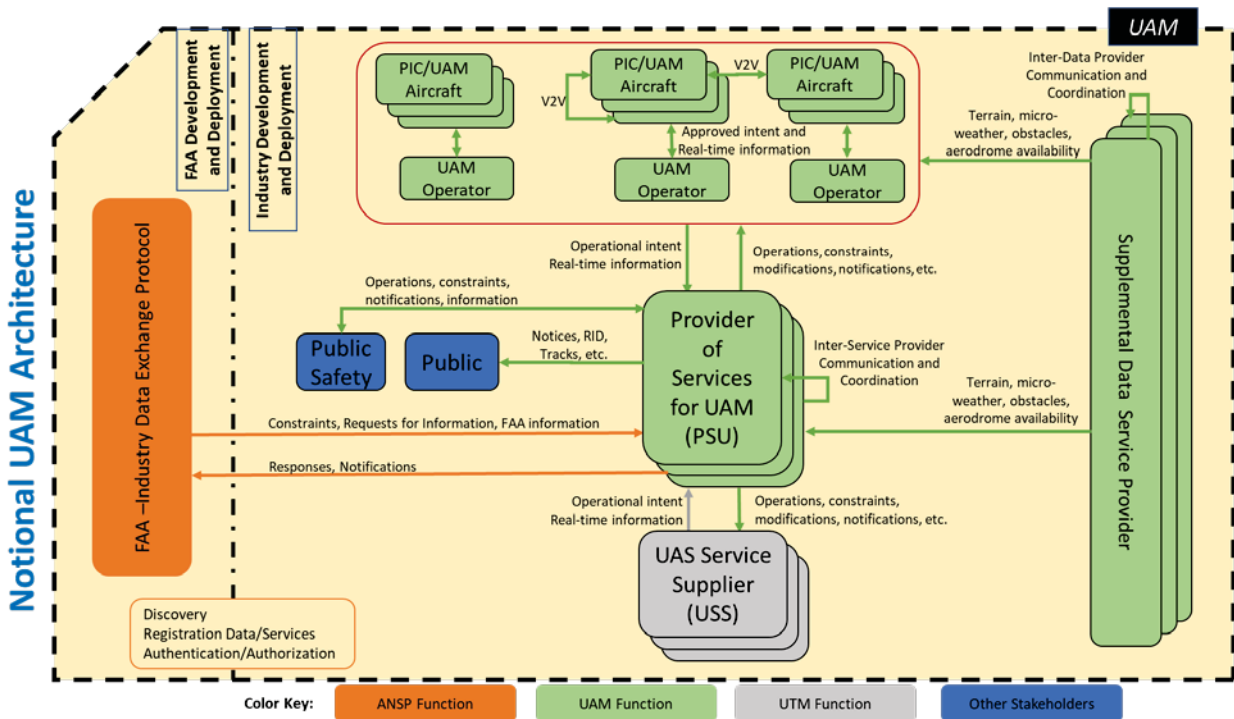 UAM
Notional UAM Architecture
FAA Development
and Deployment
Industry Development
and Deployment
PIC/UAM
Aircraft
V2V
PIC/UAM
Aircraft
V2V
PIC/UAM
Aircraft
Approved intent and
Real-time information
UAM
Operator
UAM
Operator
UAM
Operator
Inter-Data Provider
Communication and
Coordination
Terrain, micro-
weather, obstacles,
aerodrome availability
Operational intent
Real-time information
Operations, constraints,
modifications, notifications, etc.
Operations, constraints,
notifications, information
Public
Safety
Public
Notices, RID,
Tracks, etc.
Provider
of
Services
for UAM
(PSU)
Inter-Service Provider
Communication and
Coordination
Terrain, micro-
weather, obstacles,
aerodrome availability
Supplemental Data Service Provider
FAA –Industry Data Exchange Protocol
Constraints, Requests for Information, FAA information
Responses, Notifications
Operational intent
Real-time information
Operations, constraints,
modifications, notifications, etc.
UAS Service
Supplier
(USS)
Discovery
Registration Data/Services
Authentication/Authorization
Color Key:
ANSP Function
UAM Function
UTM Function
Other Stakeholders